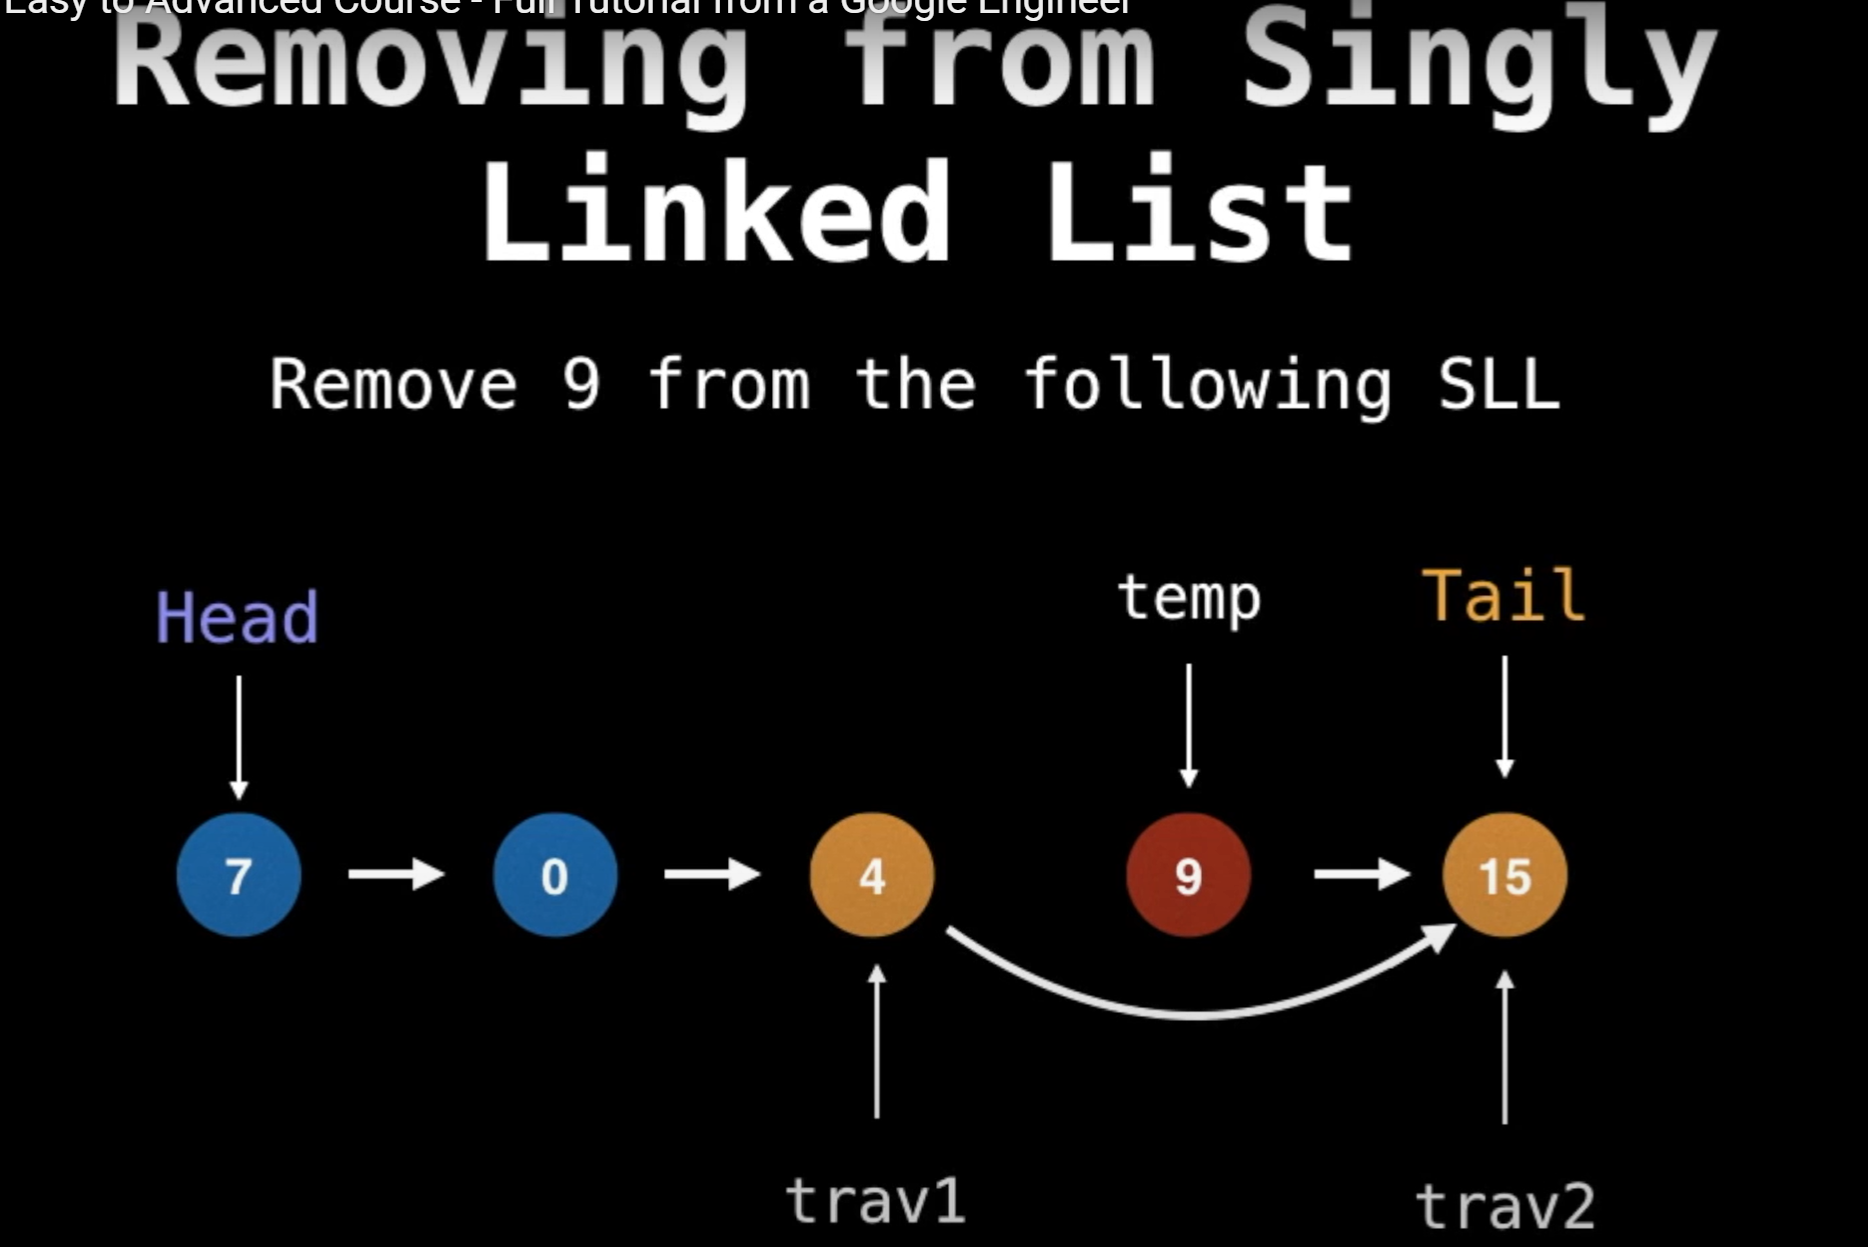 Easy to Advanced Course - Full Tutorial from a Google Engineer
Removing from Singly
Linked List
Remove 9 from the following SLL
Head
temp
Tail
7
0
4
9
15
trav1
trav2